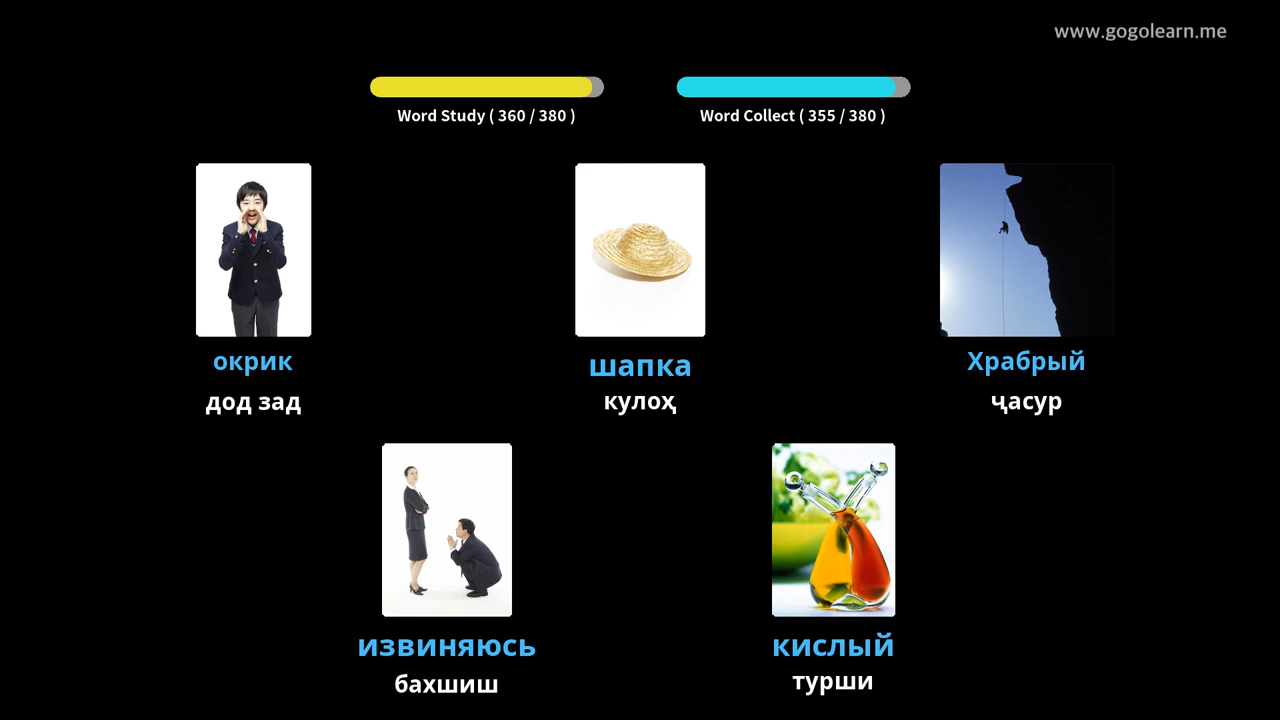 www.gogolearn.me
Word Study ( 360 / 380 )
Word Collect ( 355 / 380 )
окрик
шапка
Храбрый
дод зад
кулоҳ
ҷасур
извиняюсь
кислый
бахшиш
турши